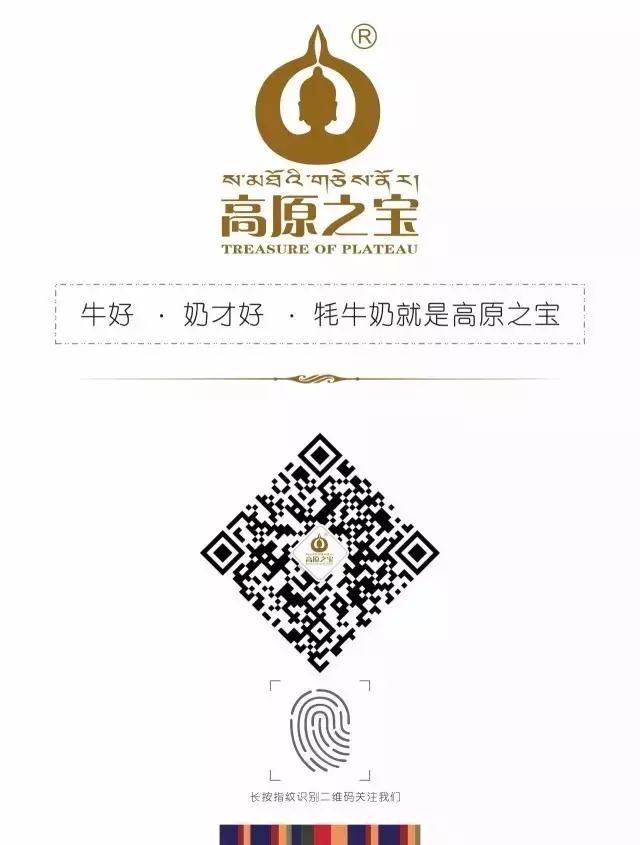 ®
ས་མཐོའི་གཅེས་ནོར།
高原之宝
TREASURE OF PLATEAU
牛好 · 奶才好 · 牦牛奶就是高原之宝
高原之宝
长按指纹识别二维码关注我们